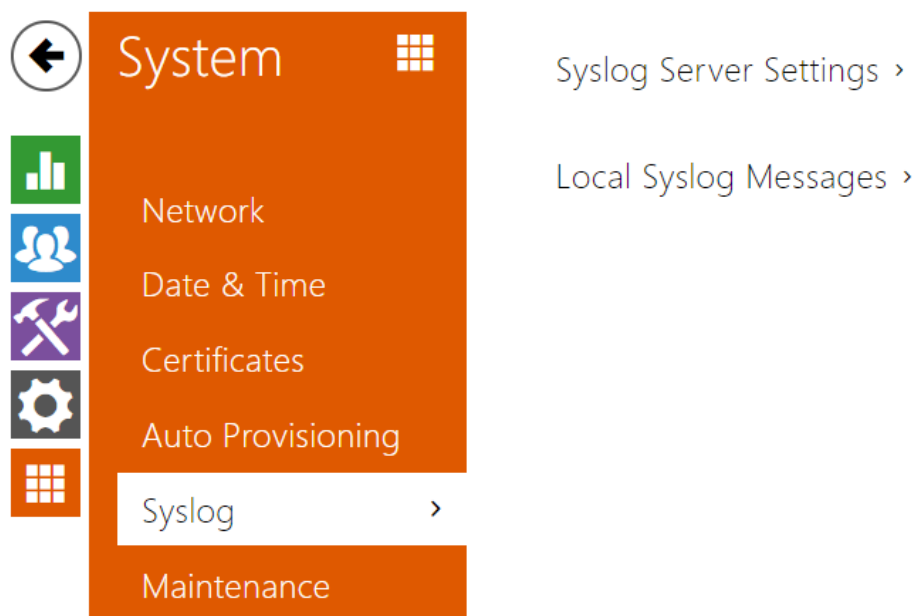 System
Network
Date & Time
Certificates
Auto Provisioning
Syslog ›
Maintenance
Syslog Server Settings ›
Local Syslog Messages ›